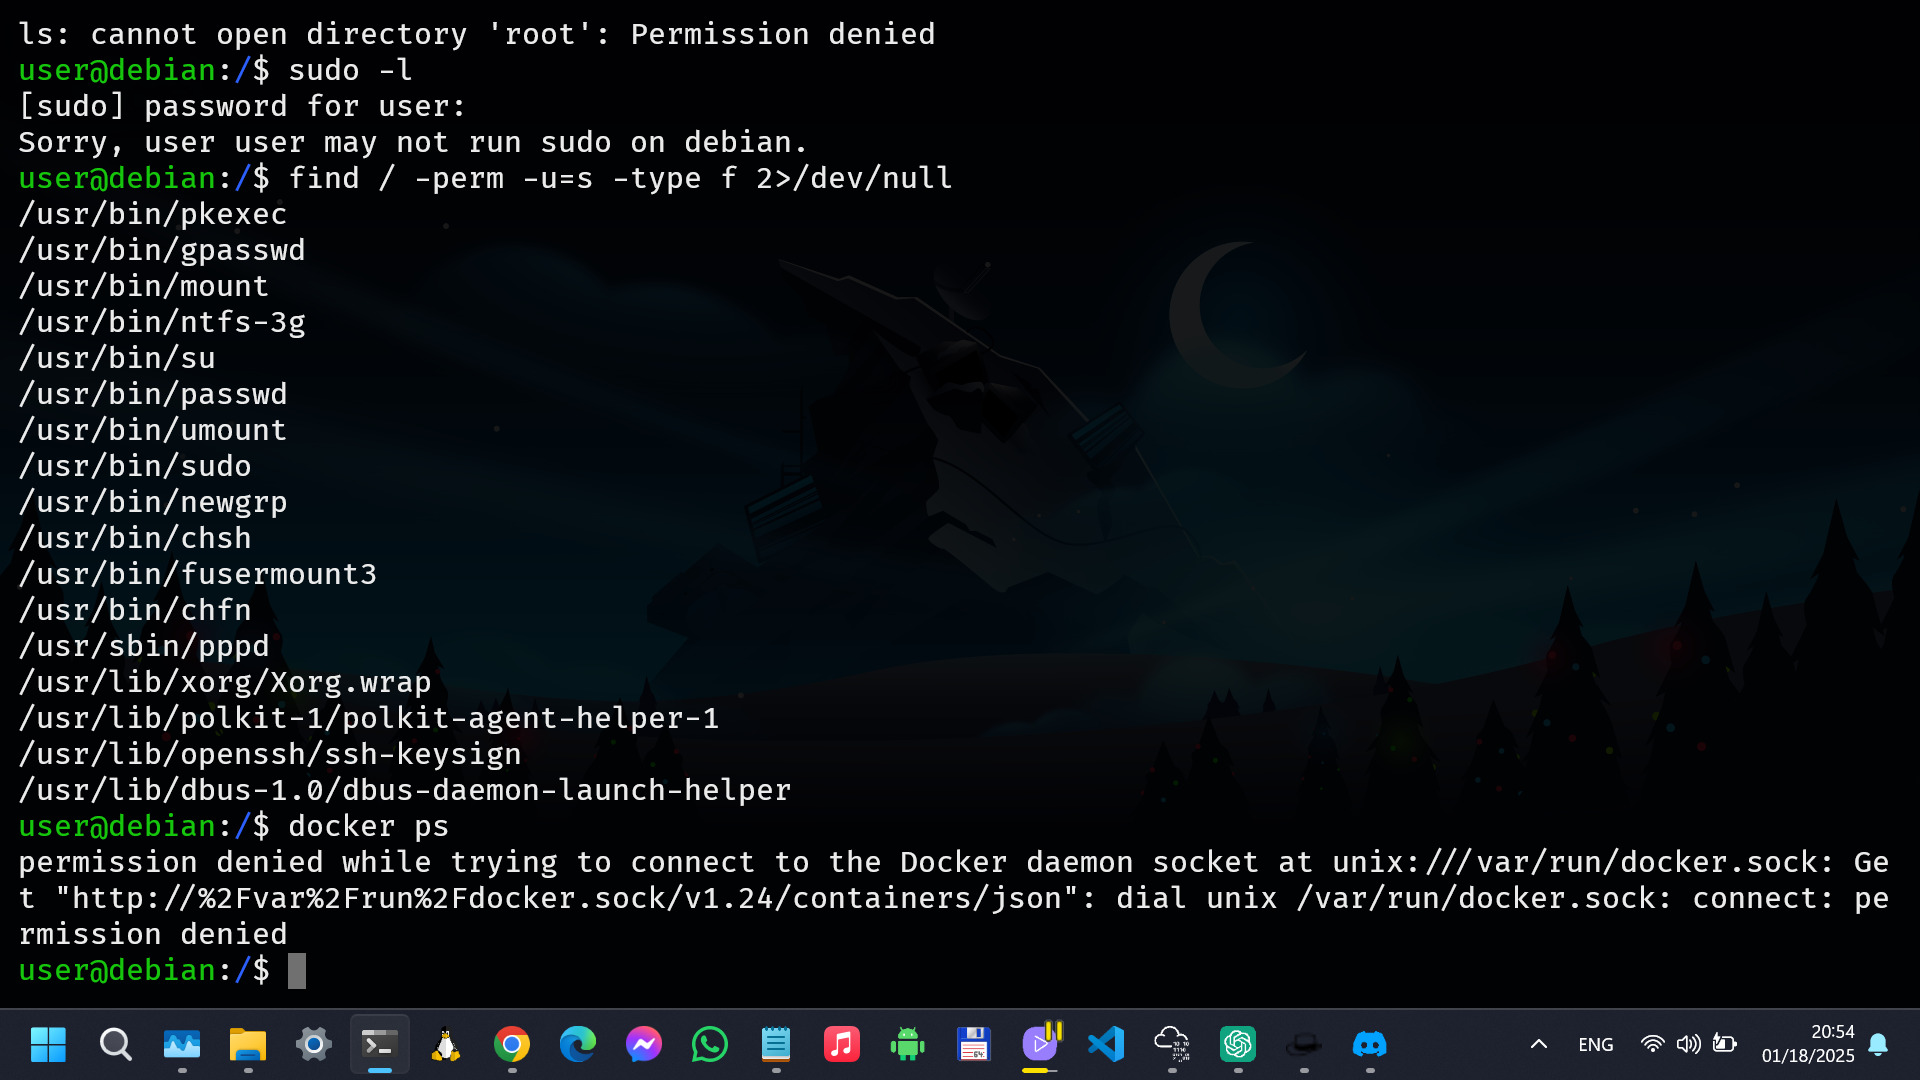 ls: cannot open directory 'root': Permission denied
user@debian:/$ sudo -l
[sudo] password for user:
Sorry, user user may not run sudo on debian.
user@debian:/$ find / -perm -u=s -type f 2>/dev/null
/usr/bin/pkexec
/usr/bin/gpasswd
/usr/bin/mount
/usr/bin/ntfs-3g
/usr/bin/su
/usr/bin/passwd
/usr/bin/umount
/usr/bin/sudo
/usr/bin/newgrp
/usr/bin/chsh
/usr/bin/fusermount3
/usr/bin/chfn
/usr/sbin/pppd
/usr/lib/xorg/Xorg.wrap
/usr/lib/polkit-1/polkit-agent-helper-1
/usr/lib/openssh/ssh-keysign
/usr/lib/dbus-1.0/dbus-daemon-launch-helper
user@debian:/$ docker ps
permission denied while trying to connect to the Docker daemon socket at unix:///var/run/docker.sock: Ge
t "http://%2Fvar%2Frun%2Fdocker.sock/v1.24/containers/json": dial unix /var/run/docker.sock: connect: pe
rmission denied
user@debian:/$
ENG
20:54
01/18/2025